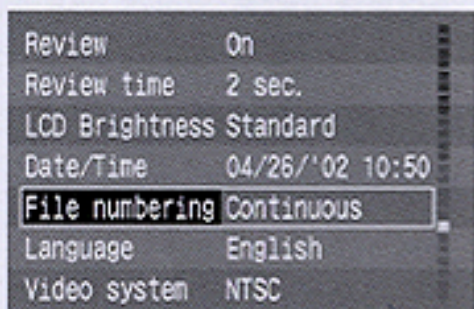 Review On
Review time 2 sec.
LCD Brightness Standard
Date/Time 04/26/'02 10:50
File numbering Continuous
Language English
Video system NTSC